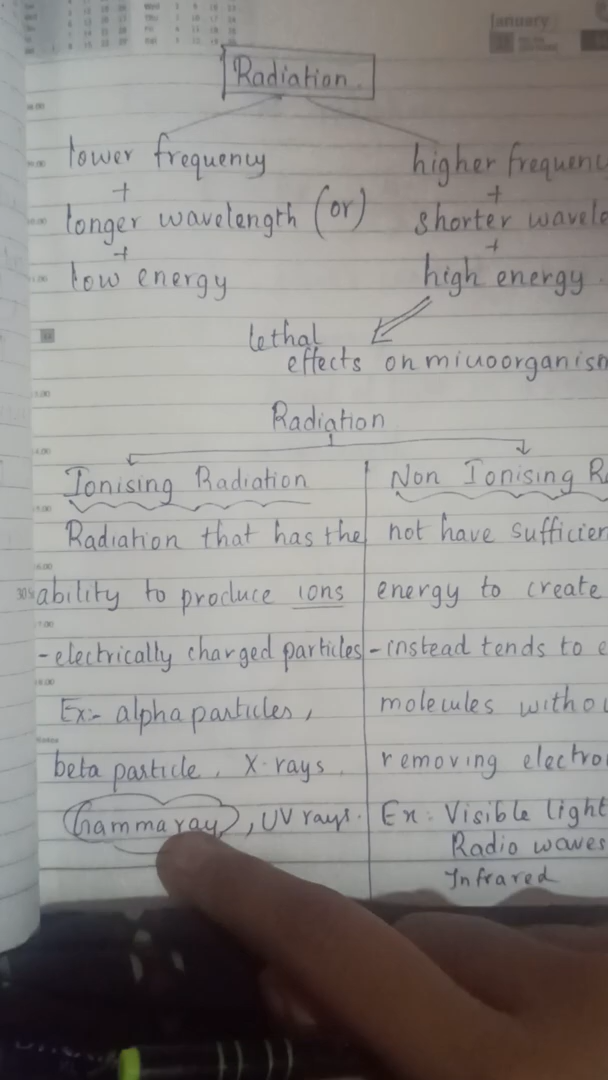 January
Radiation.
lower frequency
higher frequenc
+
+
longer wavelength (or)
shorter wavele
+
+
low energy
high energy.
lethal
effects on miuoorganism
Radiation
Ionising Radiation
Non Ionising R
Radiation that has the
not have sufficien
ability to produce ions
energy to create
-electrically charged particles
-instead tends to e
Ex:- alpha particles,
molecules witho
beta particle, X-rays.
removing electro
Gamma ray, UV rays.
Ex: Visible light
Radio waves
Infrared